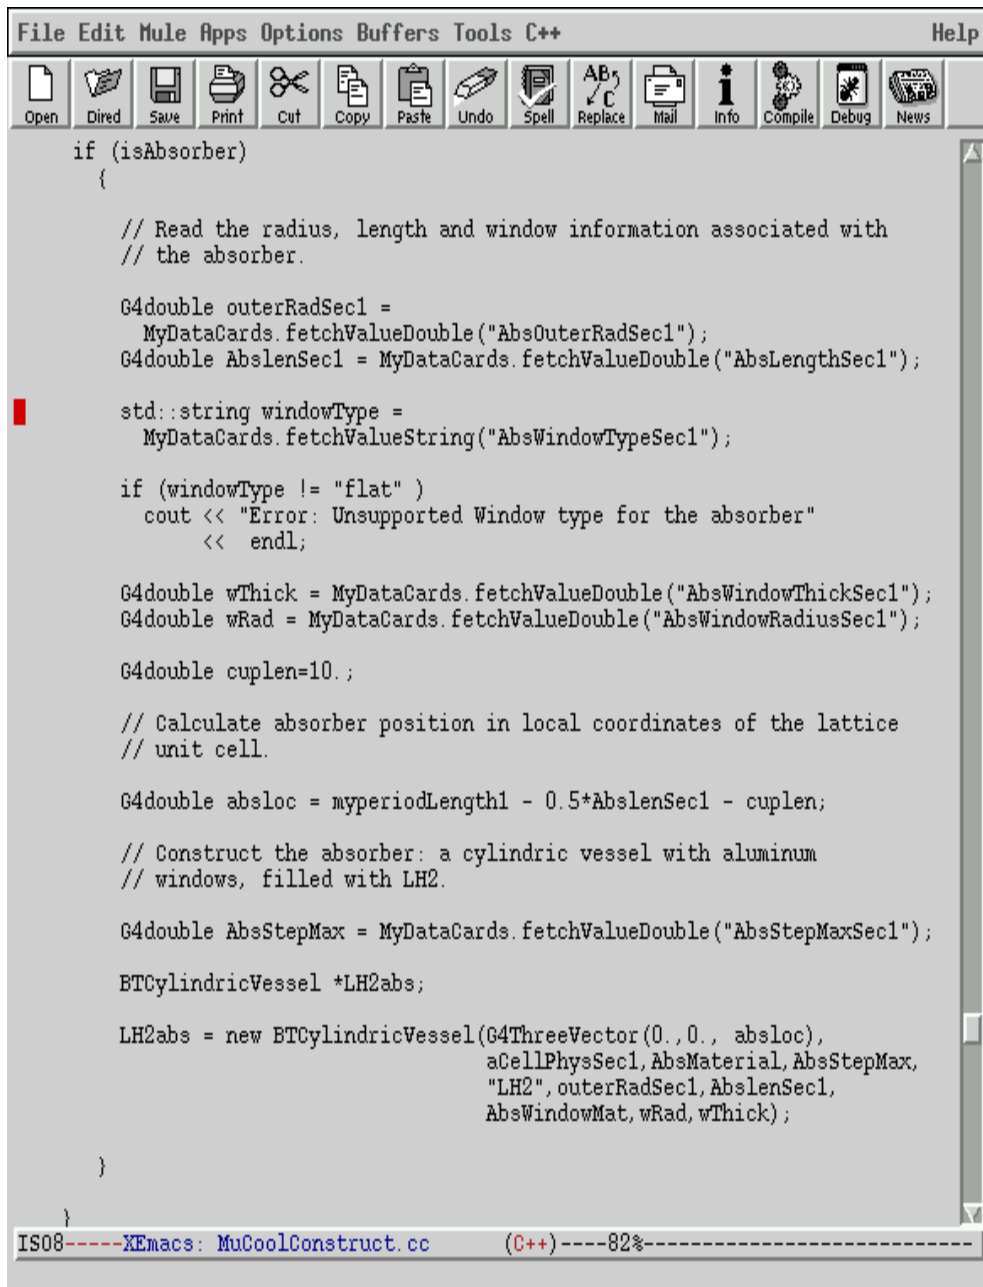 File Edit Mule Apps Options Buffers Tools C++ Help
Open Dired Save Print Cut Copy Paste Undo Spell Replace Mail Info Compile Debug News
if (isAbsorber)
{
// Read the radius, length and window information associated with
// the absorber.
G4double outerRadSec1 =
MyDataCards.fetchValueDouble("AbsOuterRadSec1");
G4double AbslenSec1 = MyDataCards.fetchValueDouble("AbsLengthSec1");
std::string windowType =
MyDataCards.fetchValueString("AbsWindowTypeSec1");
if (windowType != "flat" )
cout << "Error: Unsupported Window type for the absorber"
<<  endl;
G4double wThick = MyDataCards.fetchValueDouble("AbsWindowThickSec1");
G4double wRad = MyDataCards.fetchValueDouble("AbsWindowRadiusSec1");
G4double cuplen=10.;
// Calculate absorber position in local coordinates of the lattice
// unit cell.
G4double absloc = myperiodLength1 - 0.5*AbslenSec1 - cuplen;
// Construct the absorber: a cylindric vessel with aluminum
// windows, filled with LH2.
G4double AbsStepMax = MyDataCards.fetchValueDouble("AbsStepMaxSec1");
BTCylindricVessel *LH2abs;
LH2abs = new BTCylindricVessel(G4ThreeVector(0.,0., absloc),
aCellPhysSec1,AbsMaterial,AbsStepMax,
"LH2",outerRadSec1,AbslenSec1,
AbsWindowMat,wRad,wThick);
}
}
ISO8-----XEmacs: MuCoolConstruct.cc (C++)----82%----------------------------